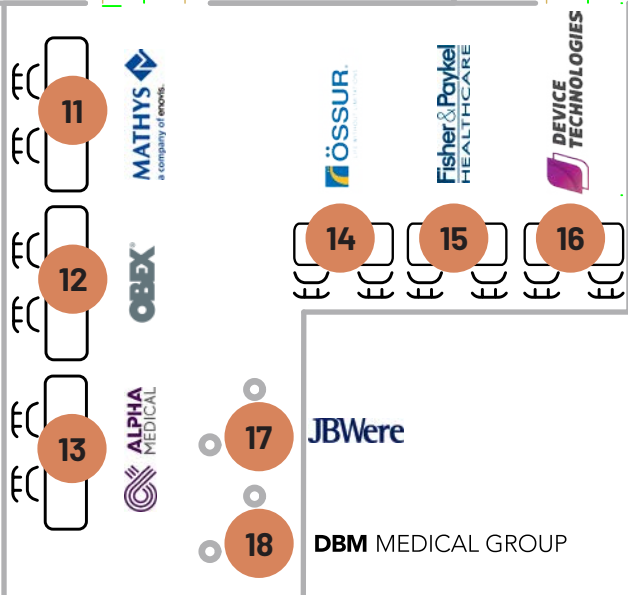 11
MATHYS
a company of enovis.
12
OBEX®
13
ALPHA
MEDICAL
14
ÖSSUR.
15
Fisher & Paykel
HEALTHCARE
16
DEVICE
TECHNOLOGIES
17
JBWere
18
DBM MEDICAL GROUP